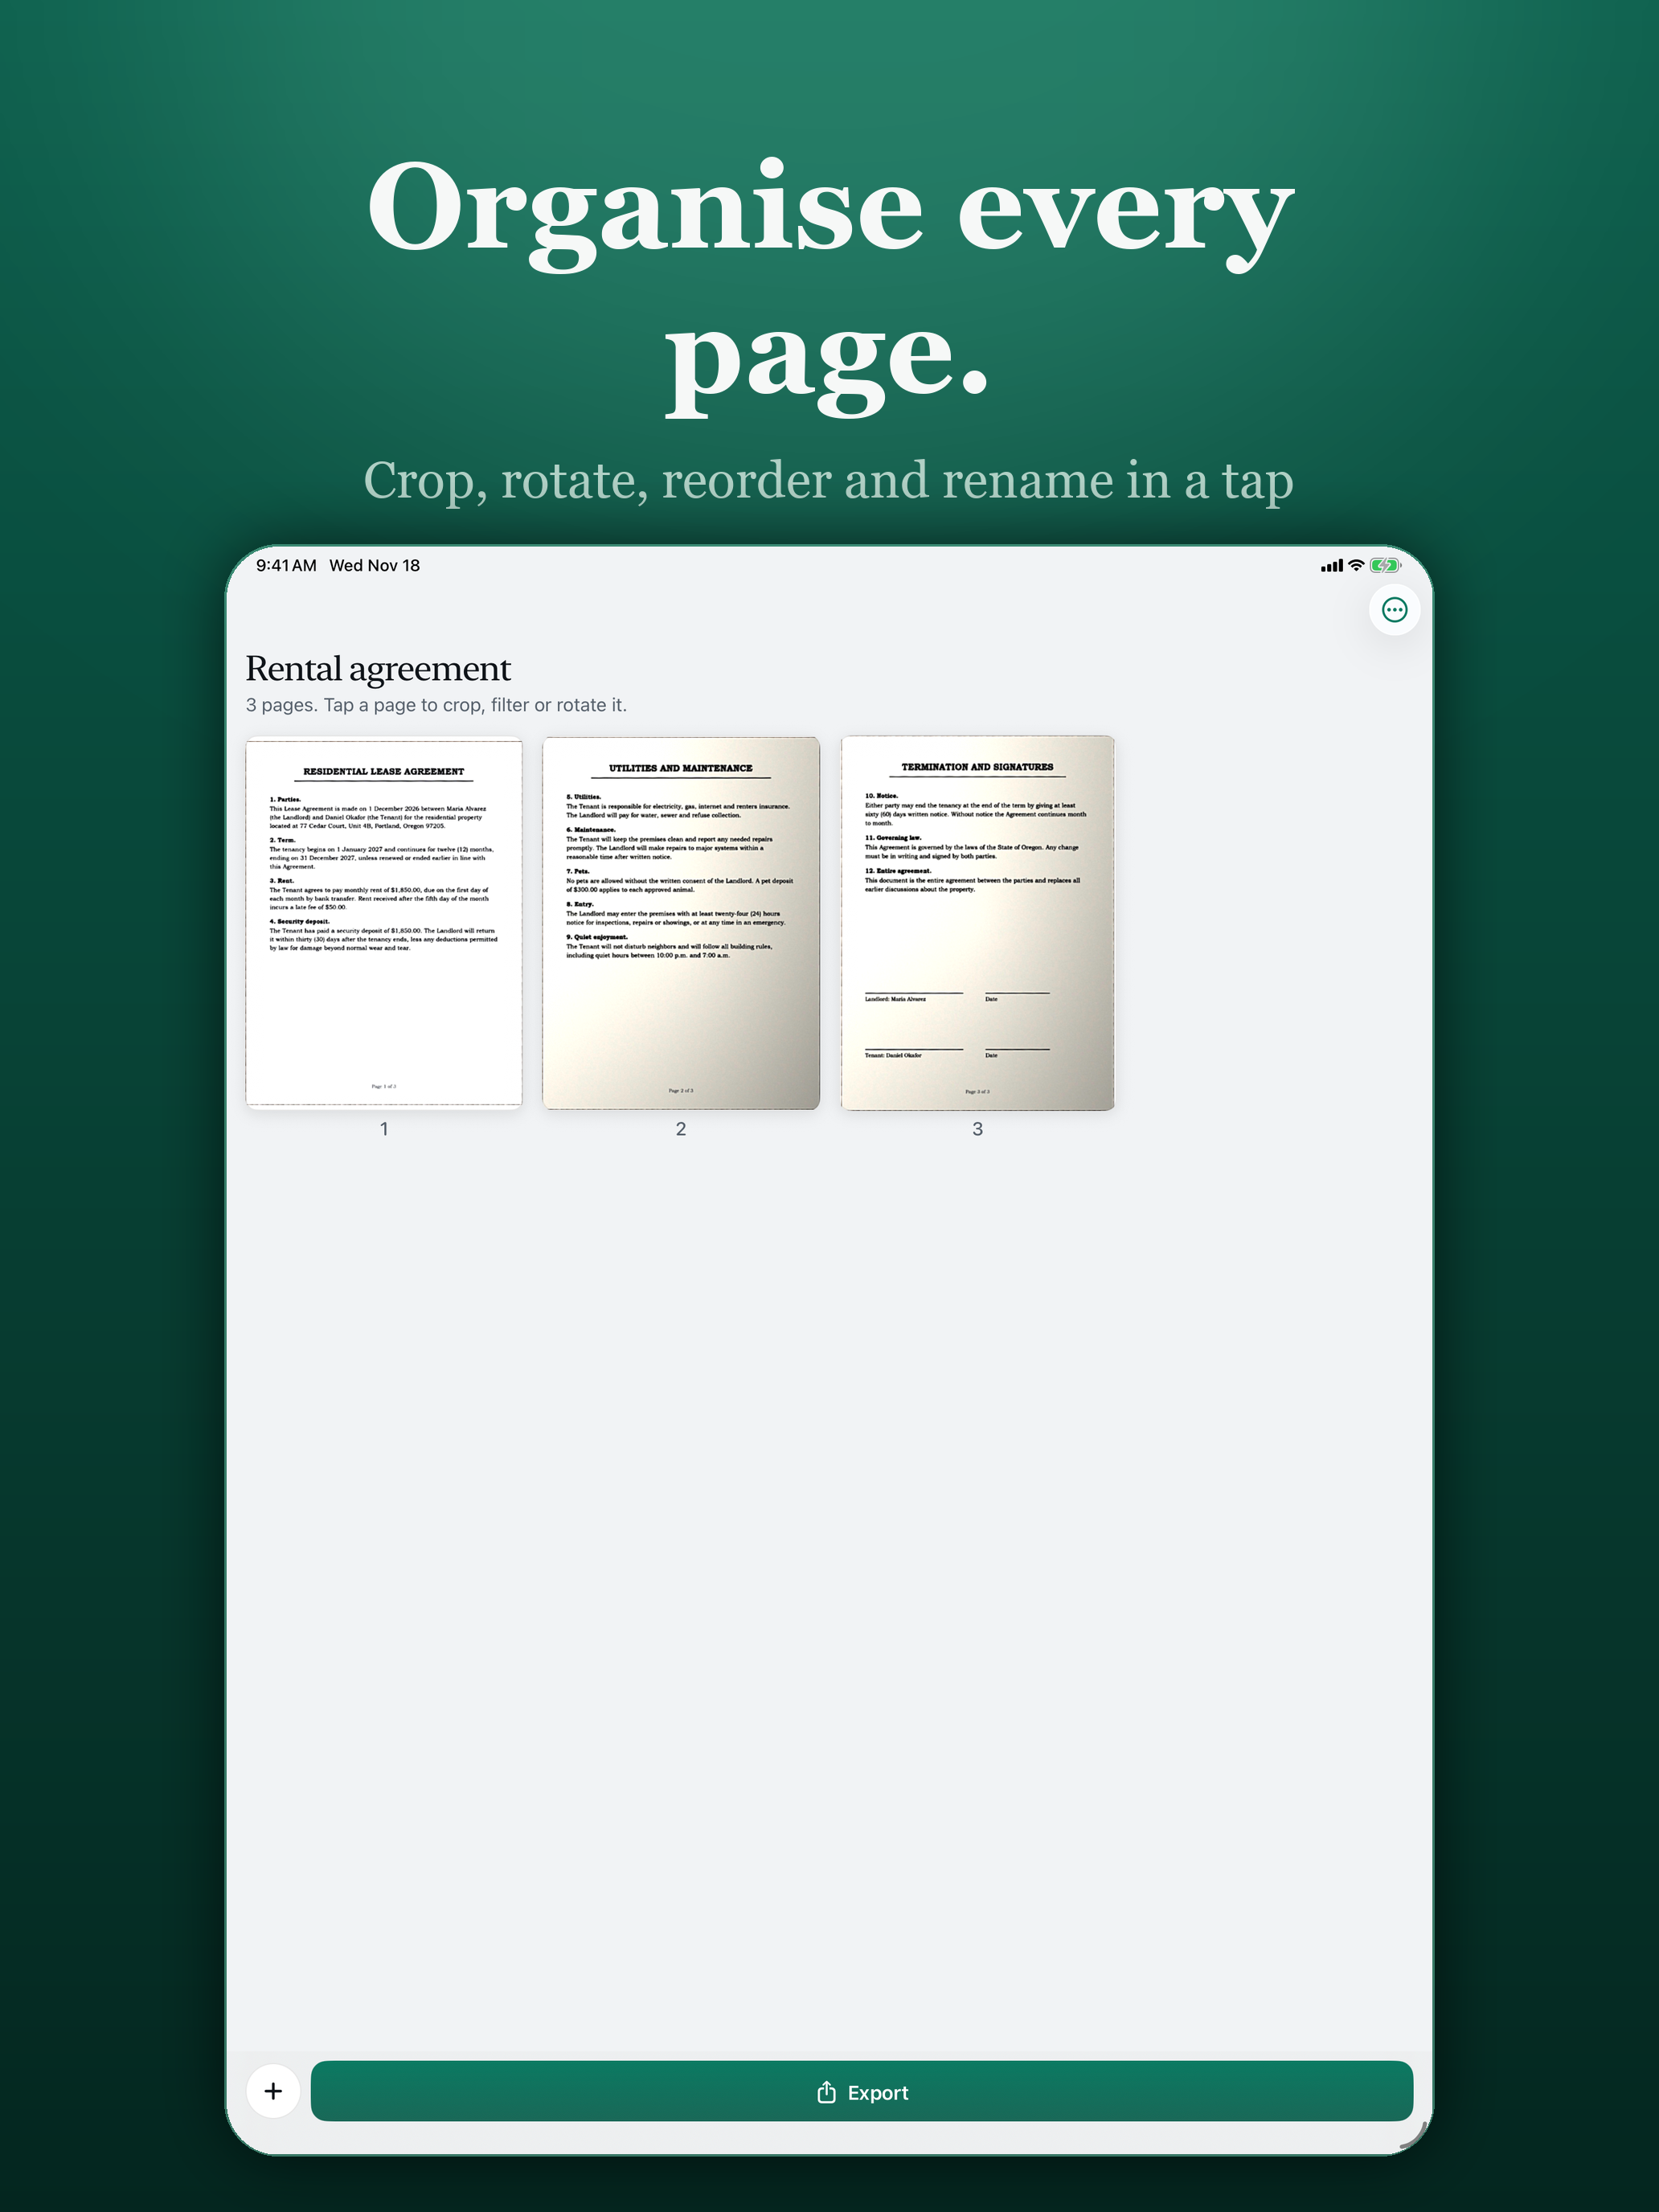 Organise every
page.
Crop, rotate, reorder and rename in a tap
9:41 AM Wed Nov 18
Rental agreement
3 pages. Tap a page to crop, filter or rotate it.
RESIDENTIAL LEASE AGREEMENT
1. Parties.
This Lease Agreement is made on 1 December 2026 between Maria Alvarez
(the Landlord) and Daniel Okafor (the Tenant) for the residential property
located at 77 Cedar Court, Unit 4B, Portland, Oregon 97205.
2. Term.
The tenancy begins on 1 January 2027 and continues for twelve (12) months,
ending on 31 December 2027, unless renewed or ended earlier in line with
this Agreement.
3. Rent.
The Tenant agrees to pay monthly rent of $1,850.00, due on the first day of
each month by bank transfer. Rent received after the fifth day of the month
incurs a late fee of $50.00.
4. Security deposit.
The Tenant has paid a security deposit of $1,850.00. The Landlord will return
it within thirty (30) days after the tenancy ends, less any deductions permitted
by law for damage beyond normal wear and tear.
Page 1 of 3
1
UTILITIES AND MAINTENANCE
5. Utilities.
The Tenant is responsible for electricity, gas, internet and renters insurance.
The Landlord will pay for water, sewer and refuse collection.
6. Maintenance.
The Tenant will keep the premises clean and report any needed repairs
promptly. The Landlord will make repairs to major systems within a
reasonable time after written notice.
7. Pets.
No pets are allowed without the written consent of the Landlord. A pet deposit
of $300.00 applies to each approved animal.
8. Entry.
The Landlord may enter the premises with at least twenty-four (24) hours
notice for inspections, repairs or showings, or at any time in an emergency.
9. Quiet enjoyment.
The Tenant will not disturb neighbors and will follow all building rules,
including quiet hours between 10:00 p.m. and 7:00 a.m.
Page 2 of 3
2
TERMINATION AND SIGNATURES
10. Notice.
Either party may end the tenancy at the end of the term by giving at least
sixty (60) days written notice. Without notice the Agreement continues month
to month.
11. Governing law.
This Agreement is governed by the laws of the State of Oregon. Any change
must be in writing and signed by both parties.
12. Entire agreement.
This document is the entire agreement between the parties and replaces all
earlier discussions about the property.
Landlord: Maria Alvarez Date
Tenant: Daniel Okafor Date
Page 3 of 3
3
Export